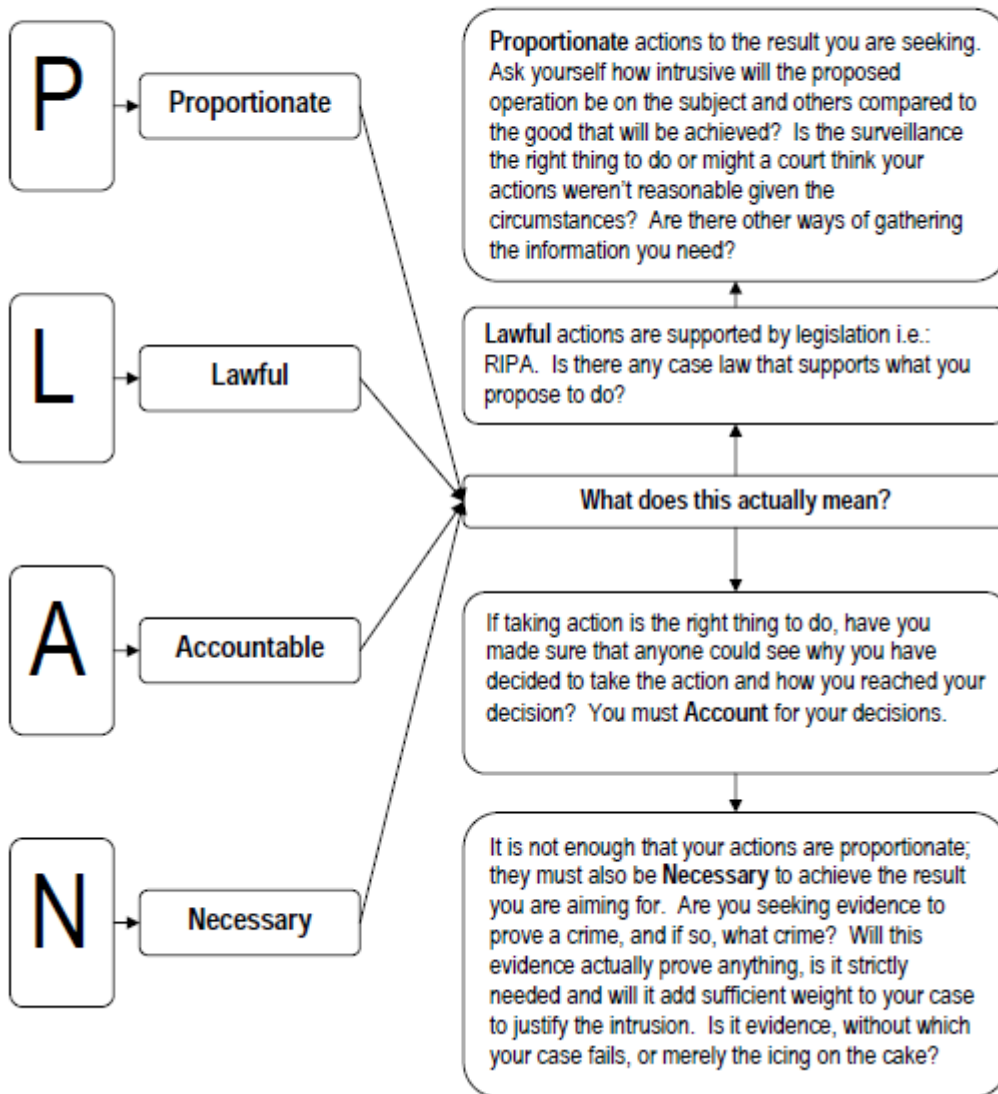 P
Proportionate
L
Lawful
A
Accountable
N
Necessary
Proportionate actions to the result you are seeking.
Ask yourself how intrusive will the proposed
operation be on the subject and others compared to
the good that will be achieved?  Is the surveillance
the right thing to do or might a court think your
actions weren't reasonable given the
circumstances?  Are there other ways of gathering
the information you need?
Lawful actions are supported by legislation i.e.:
RIPA.  Is there any case law that supports what you
propose to do?
What does this actually mean?
If taking action is the right thing to do, have you
made sure that anyone could see why you have
decided to take the action and how you reached your
decision?  You must Account for your decisions.
It is not enough that your actions are proportionate;
they must also be Necessary to achieve the result
you are aiming for.  Are you seeking evidence to
prove a crime, and if so, what crime?  Will this
evidence actually prove anything, is it strictly
needed and will it add sufficient weight to your case
to justify the intrusion.  Is it evidence, without which
your case fails, or merely the icing on the cake?